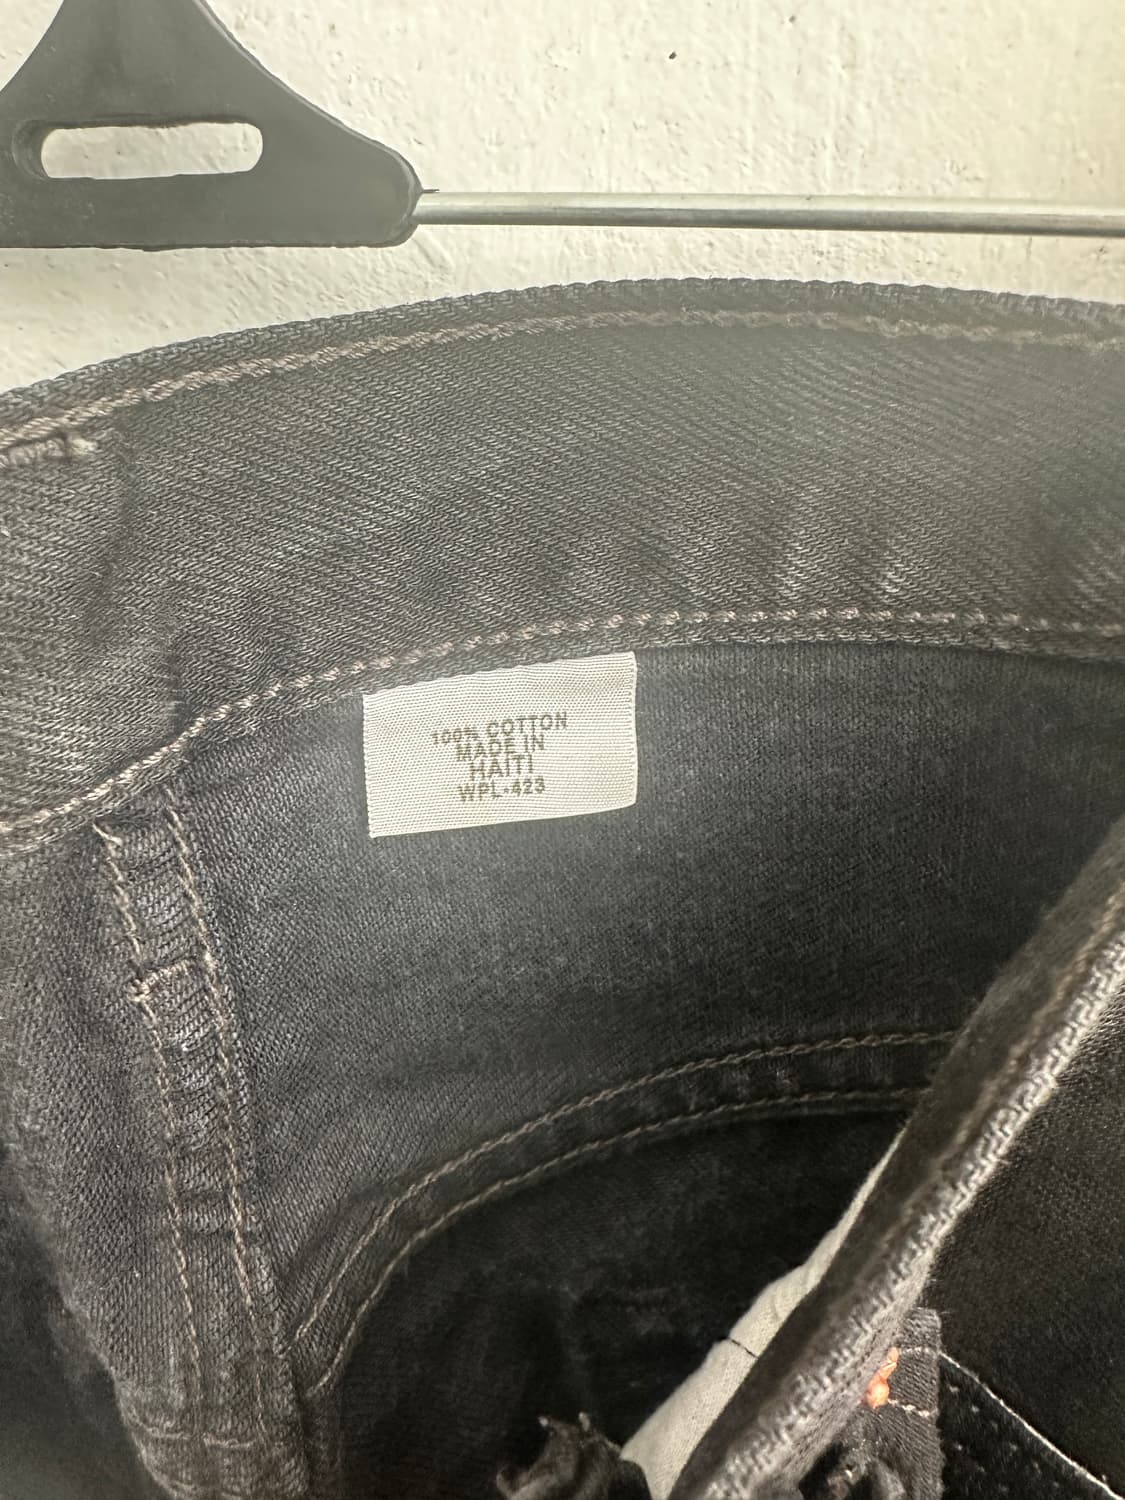 100% COTTON
MADE IN
HAITI
WPL-423